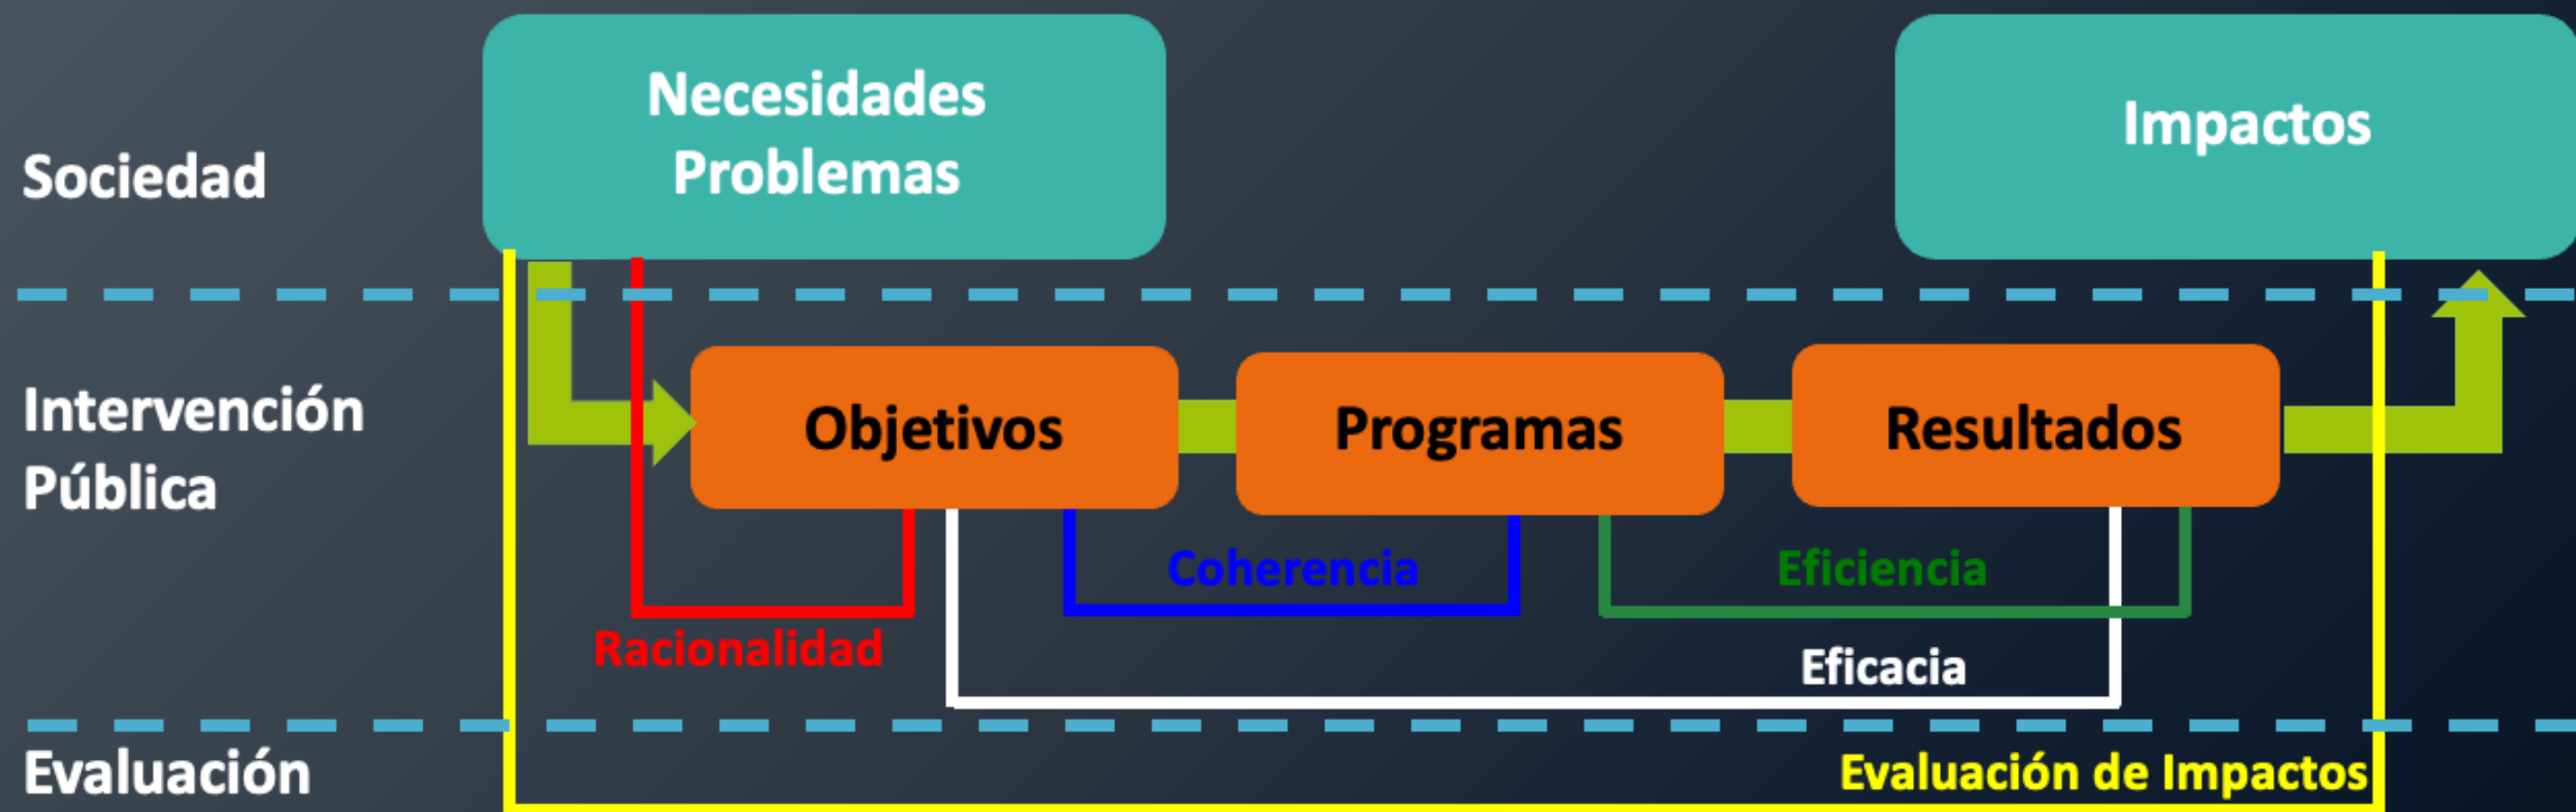 Necesidades
Problemas
Impactos
Sociedad
Intervención
Pública
Objetivos
Programas
Resultados
Coherencia
Eficiencia
Racionalidad
Eficacia
Evaluación
Evaluación de Impactos